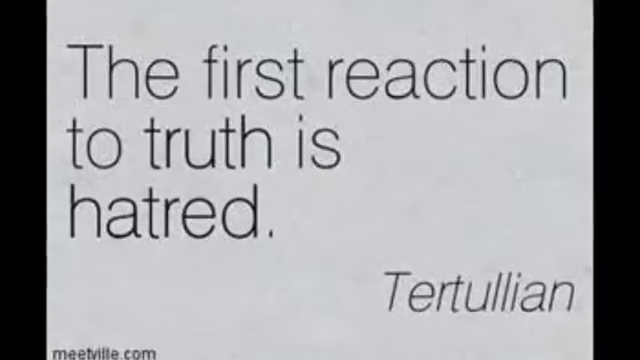 The first reaction
to truth is
hatred.
Tertullian
meetville.com